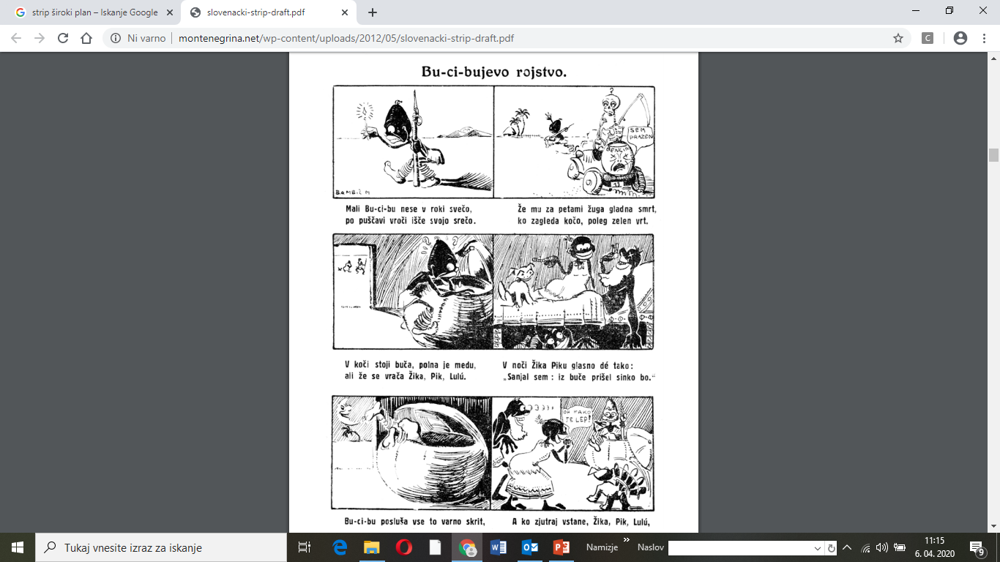 strip široki plan – Iskanje Google
slovenacki-strip-draft.pdf
Ni varno
montenegrina.net/wp-content/uploads/2012/05/slovenacki-strip-draft.pdf
C
Bu-ci-bujevo rojstvo.
?
SEM
PRAZEN
BENCIN
BAMBIČ M
Mali Bu-ci-bu nese v roki svečo,
po puščavi vroči išče svojo srečo.
Že mu za petami žuga gladna smrt,
ko zagleda kočo, poleg zelen vrt.
? ?
V koči stoji buča, polna je medu,
ali že se vrača Žika, Pik, Lulú.
V noči Žika Piku glasno dé tako:
„Sanjal sem: iz buče prišel sinko bo.“
OH KAKO
TE LEP!
Bu-ci-bu posluša vse to varno skrit,
A ko zjutraj vstane, Žika, Pik, Lulú,
Tukaj vnesite izraz za iskanje
Namizje
Naslov
11:15
6. 04. 2020
9